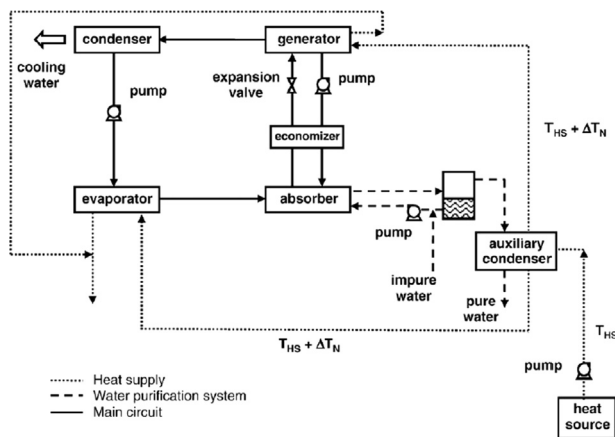 condenser
generator
cooling
water
pump
expansion
valve
pump
economizer
T_HS + ΔT_N
evaporator
absorber
pump
auxiliary
condenser
impure
water
pure
water
T_HS + ΔT_N
T_HS
pump
heat
source
Heat supply
Water purification system
Main circuit